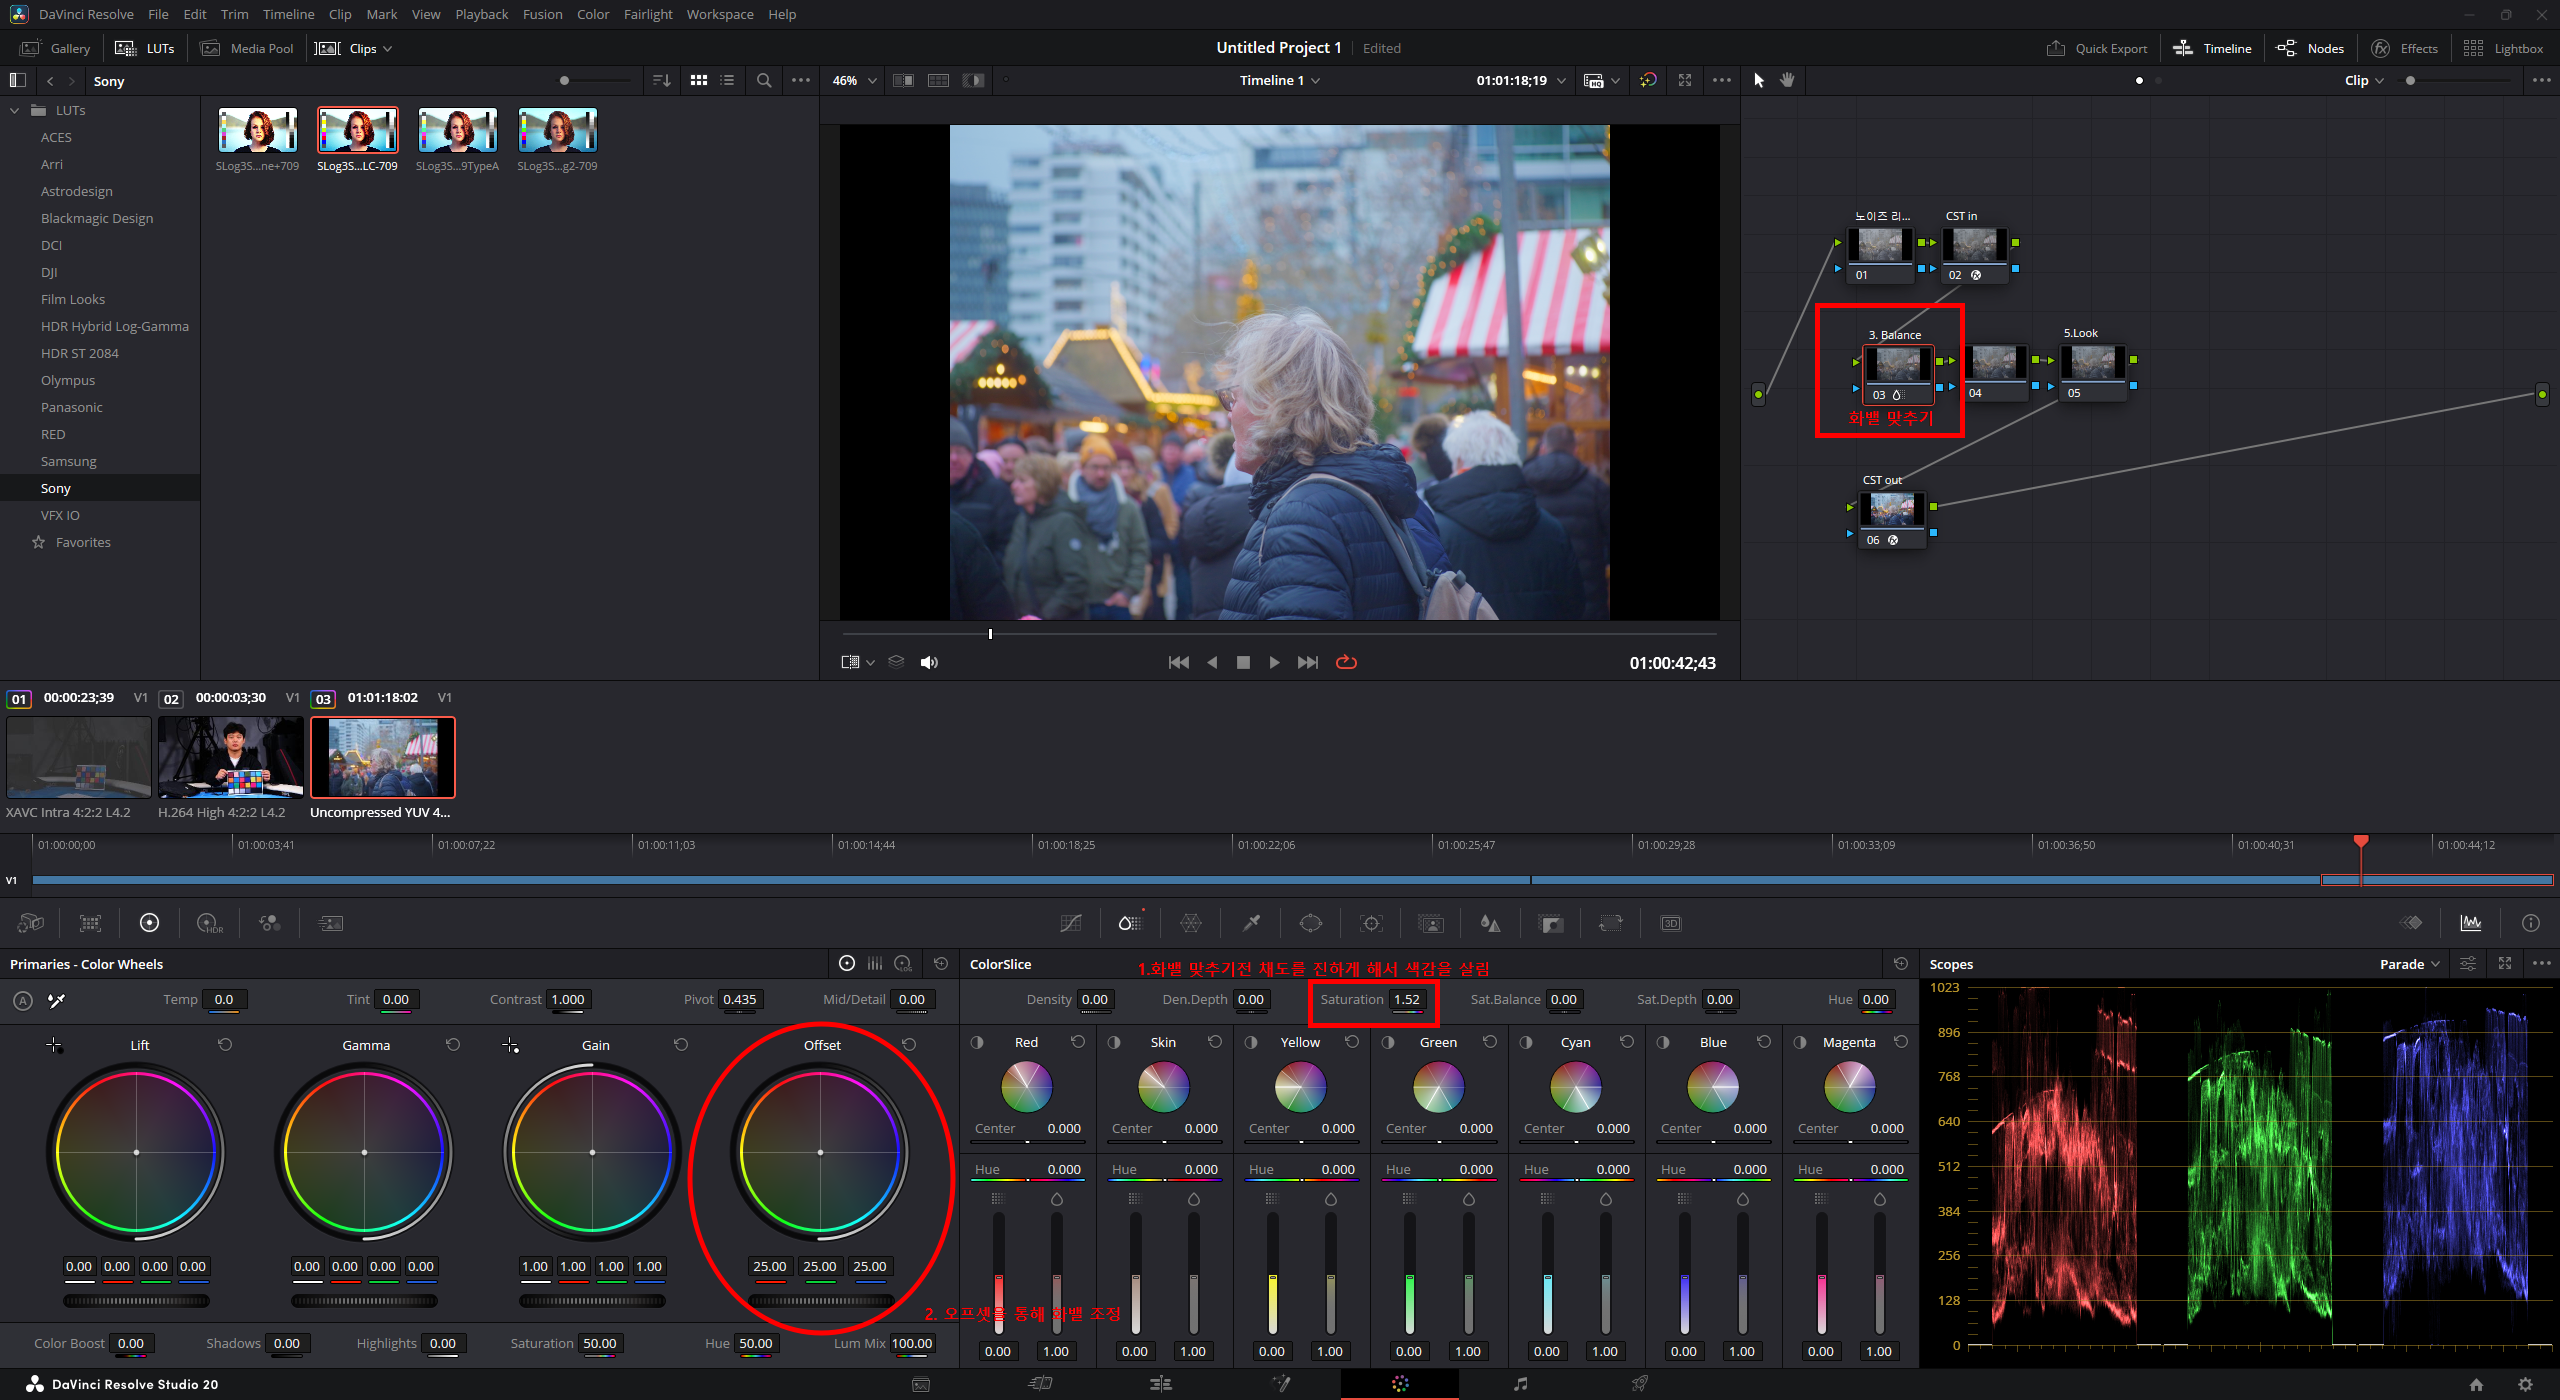 DaVinci Resolve File Edit Trim Timeline Clip Mark View Playback Fusion Color Fairlight Workspace Help
Gallery LUTs Media Pool Clips Untitled Project 1 Edited Quick Export Timeline Nodes Effects Lightbox
Sony 46% Timeline 1 01:01:18;19 Clip
LUTs
ACES
Arri
Astrodesign
Blackmagic Design
DCI
DJI
Film Looks
HDR Hybrid Log-Gamma
HDR ST 2084
Olympus
Panasonic
RED
Samsung
Sony
VFX IO
Favorites
SLog3S...ne+709 SLog3S...LC-709 SLog3S...9TypeA SLog3S...g2-709
노이즈 리... CST in
01 02
3. Balance 5.Look
03 04 05
화밸 맞추기
CST out
06
01:00:42;43
01 00:00:23;39 V1 02 00:00:03;30 V1 03 01:01:18:02 V1
XAVC Intra 4:2:2 L4.2 H.264 High 4:2:2 L4.2 Uncompressed YUV 4...
01:00:00;00 01:00:03;41 01:00:07;22 01:00:11;03 01:00:14;44 01:00:18;25 01:00:22;06 01:00:25;47 01:00:29;28 01:00:33;09 01:00:36;50 01:00:40;31 01:00:44;12
V1
HDR 3D
Primaries - Color Wheels LOG
A Temp 0.0 Tint 0.00 Contrast 1.000 Pivot 0.435 Mid/Detail 0.00
Lift Gamma Gain Offset
0.00 0.00 0.00 0.00 0.00 0.00 0.00 0.00 1.00 1.00 1.00 1.00 25.00 25.00 25.00
2. 오프셋을 통해 화밸 조정
Color Boost 0.00 Shadows 0.00 Highlights 0.00 Saturation 50.00 Hue 50.00 Lum Mix 100.00
ColorSlice
1.화밸 맞추기전 채도를 진하게 해서 색감을 살림
Density 0.00 Den.Depth 0.00 Saturation 1.52 Sat.Balance 0.00 Sat.Depth 0.00 Hue 0.00
Red Skin Yellow Green Cyan Blue Magenta
Center 0.000 Center 0.000 Center 0.000 Center 0.000 Center 0.000 Center 0.000 Center 0.000
Hue 0.000 Hue 0.000 Hue 0.000 Hue 0.000 Hue 0.000 Hue 0.000 Hue 0.000
0.00 1.00 0.00 1.00 0.00 1.00 0.00 1.00 0.00 1.00 0.00 1.00 0.00 1.00
Scopes Parade
1023
896
768
640
512
384
256
128
0
DaVinci Resolve Studio 20